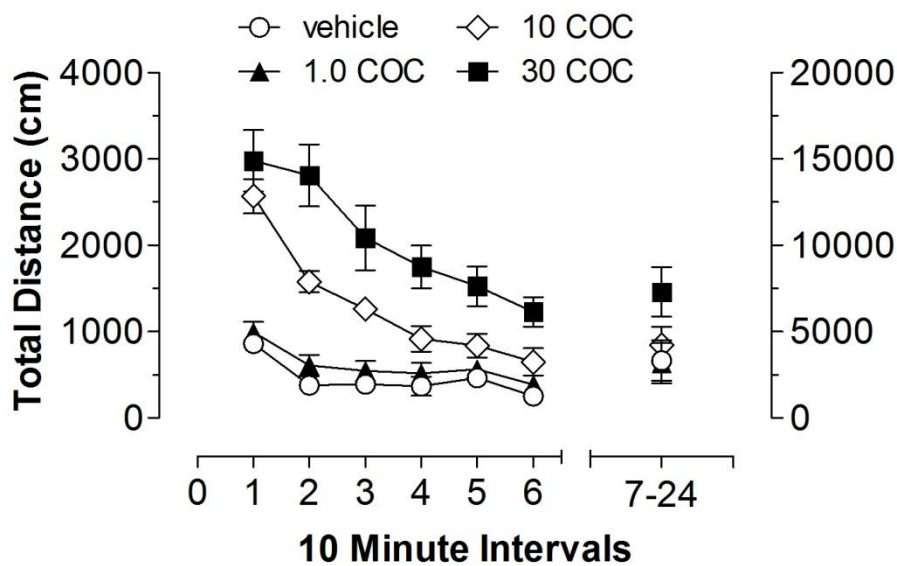 vehicle 10 COC
1.0 COC 30 COC
Total Distance (cm)
4000
3000
2000
1000
0
20000
15000
10000
5000
0
0 1 2 3 4 5 6 7-24
10 Minute Intervals